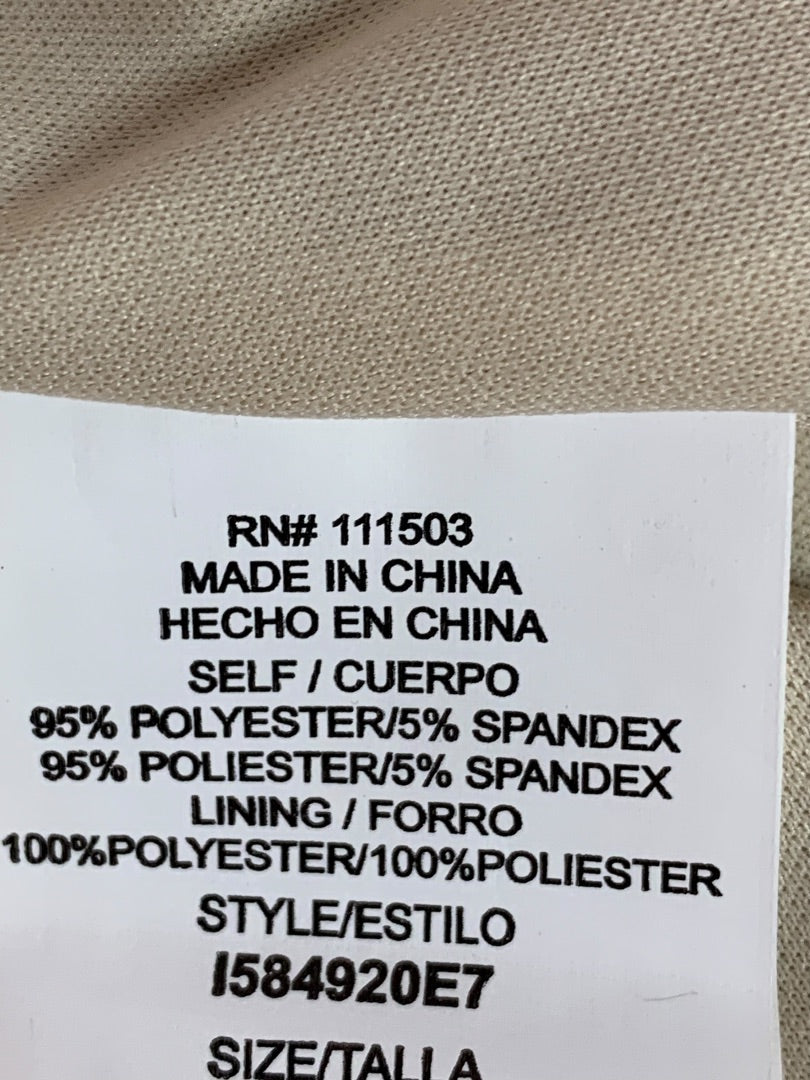 RN# 111503
MADE IN CHINA
HECHO EN CHINA
SELF / CUERPO
95% POLYESTER/5% SPANDEX
95% POLIESTER/5% SPANDEX
LINING / FORRO
100%POLYESTER/100%POLIESTER
STYLE/ESTILO
I584920E7
SIZE/TALLA